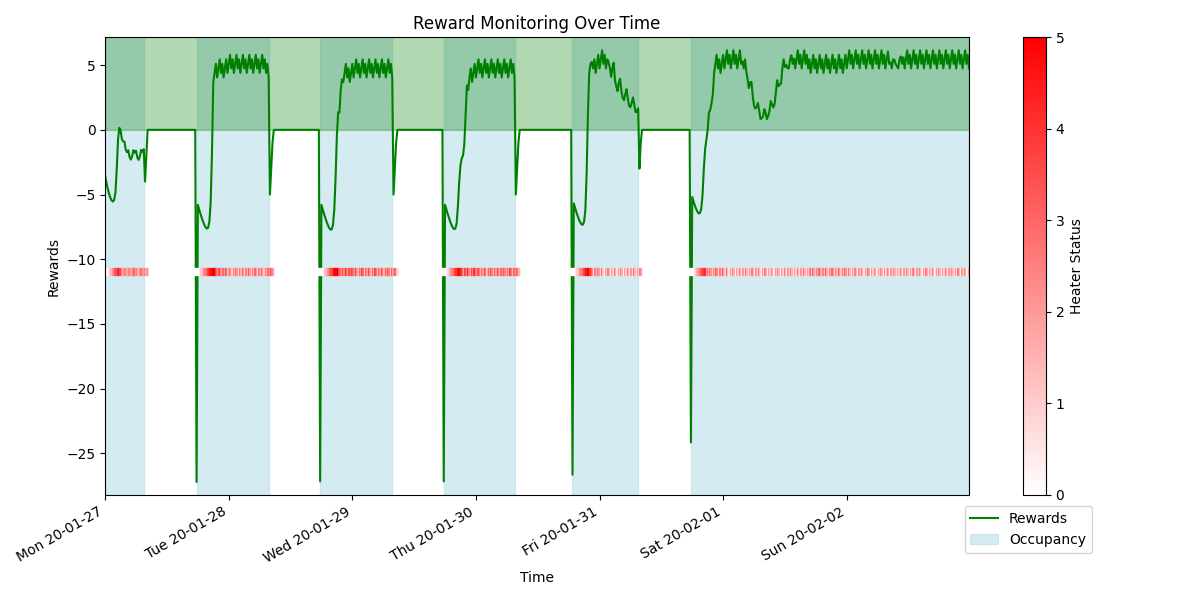 Reward Monitoring Over Time
5
0
−5
−10
−15
−20
−25
Rewards
Mon 20-01-27
Tue 20-01-28
Wed 20-01-29
Thu 20-01-30
Fri 20-01-31
Sat 20-02-01
Sun 20-02-02
Time
5
4
3
2
1
0
Heater Status
Rewards
Occupancy